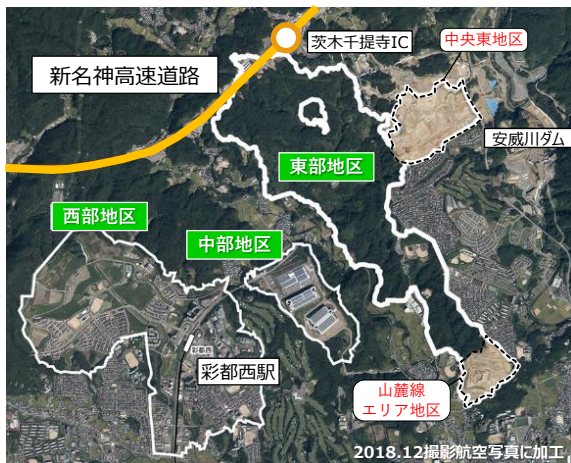 茨木千提寺IC
中央東地区
新名神高速道路
安威川ダム
東部地区
西部地区
中部地区
彩都西
彩都西駅
山麓線
エリア地区
2018.12撮影航空写真に加工